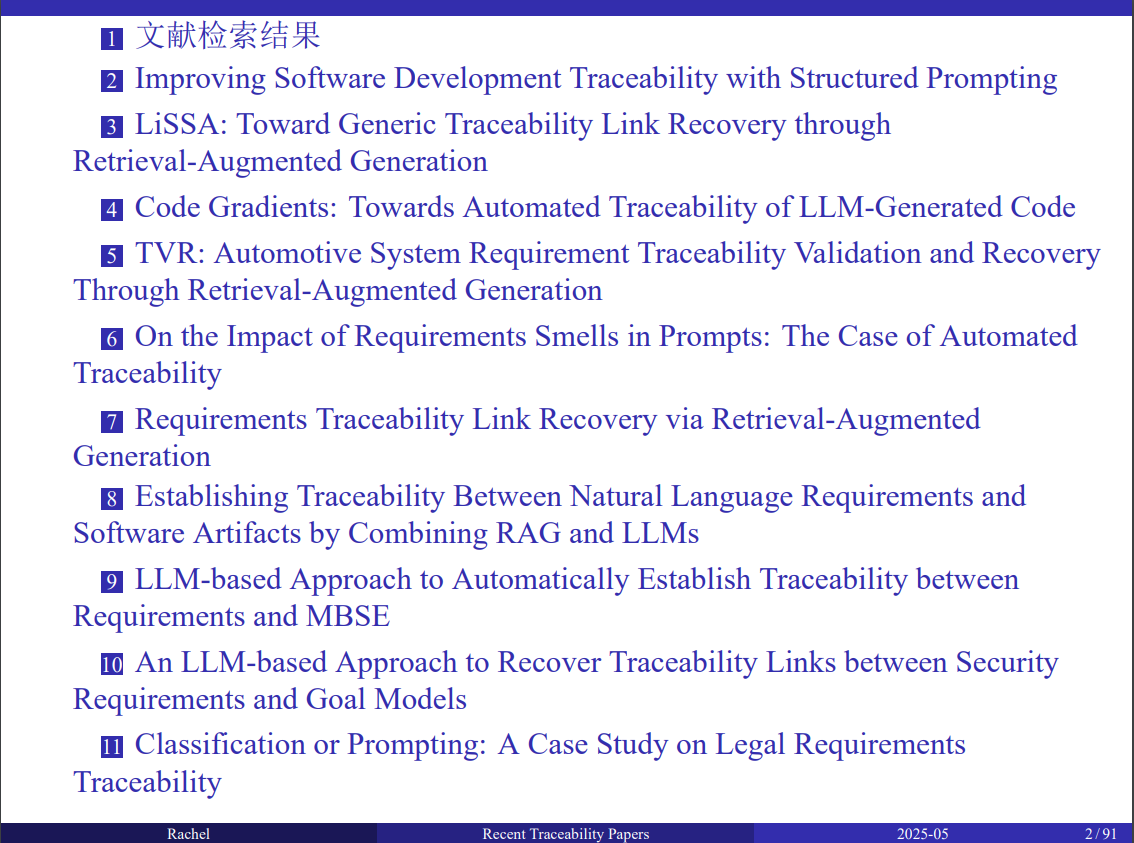 1 文献检索结果
2 Improving Software Development Traceability with Structured Prompting
3 LiSSA: Toward Generic Traceability Link Recovery through
Retrieval-Augmented Generation
4 Code Gradients: Towards Automated Traceability of LLM-Generated Code
5 TVR: Automotive System Requirement Traceability Validation and Recovery
Through Retrieval-Augmented Generation
6 On the Impact of Requirements Smells in Prompts: The Case of Automated
Traceability
7 Requirements Traceability Link Recovery via Retrieval-Augmented
Generation
8 Establishing Traceability Between Natural Language Requirements and
Software Artifacts by Combining RAG and LLMs
9 LLM-based Approach to Automatically Establish Traceability between
Requirements and MBSE
10 An LLM-based Approach to Recover Traceability Links between Security
Requirements and Goal Models
11 Classification or Prompting: A Case Study on Legal Requirements
Traceability
Rachel Recent Traceability Papers 2025-05 2 / 91